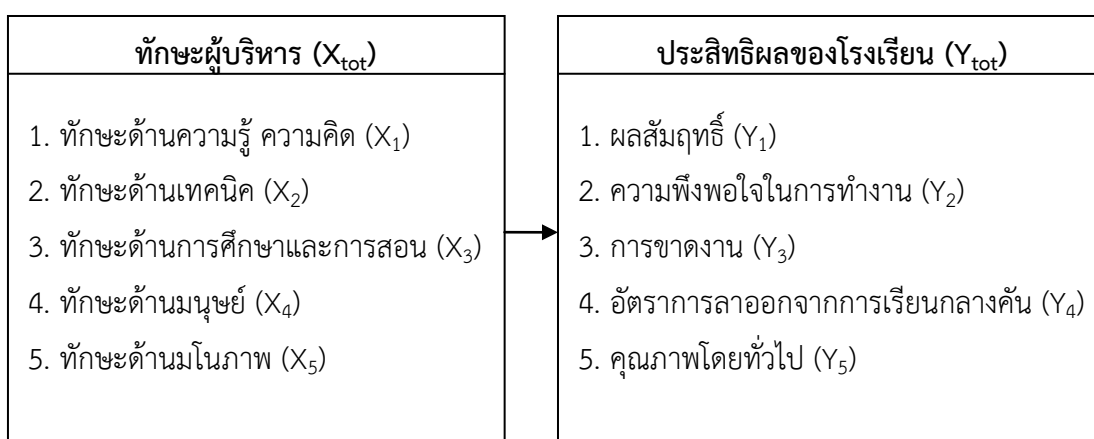 ทักษะผู้บริหาร (Xtot)
1. ทักษะด้านความรู้ ความคิด (X1)
2. ทักษะด้านเทคนิค (X2)
3. ทักษะด้านการศึกษาและการสอน (X3)
4. ทักษะด้านมนุษย์ (X4)
5. ทักษะด้านมโนภาพ (X5)
ประสิทธิผลของโรงเรียน (Ytot)
1. ผลสัมฤทธิ์ (Y1)
2. ความพึงพอใจในการทำงาน (Y2)
3. การขาดงาน (Y3)
4. อัตราการลาออกจากการเรียนกลางคัน (Y4)
5. คุณภาพโดยทั่วไป (Y5)